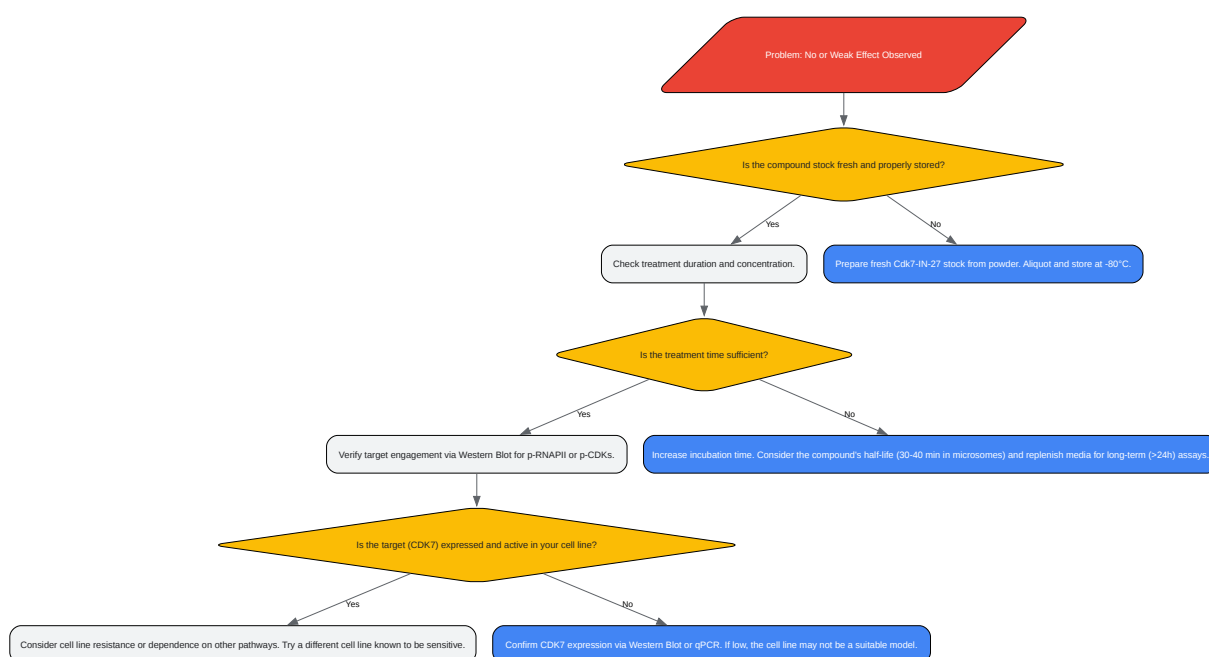 Problem: No or Weak Effect Observed
Is the compound stock fresh and properly stored?
Yes
No
Check treatment duration and concentration.
Prepare fresh Cdk7-IN-27 stock from powder. Aliquot and store at -80°C.
Is the treatment time sufficient?
Yes
No
Verify target engagement via Western Blot for p-RNAPII or p-CDKs.
Increase incubation time. Consider the compound's half-life (30-40 min in microsomes) and replenish media for long-term (>24h) assays.
Is the target (CDK7) expressed and active in your cell line?
Yes
No
Consider cell line resistance or dependence on other pathways. Try a different cell line known to be sensitive.
Confirm CDK7 expression via Western Blot or qPCR. If low, the cell line may not be a suitable model.